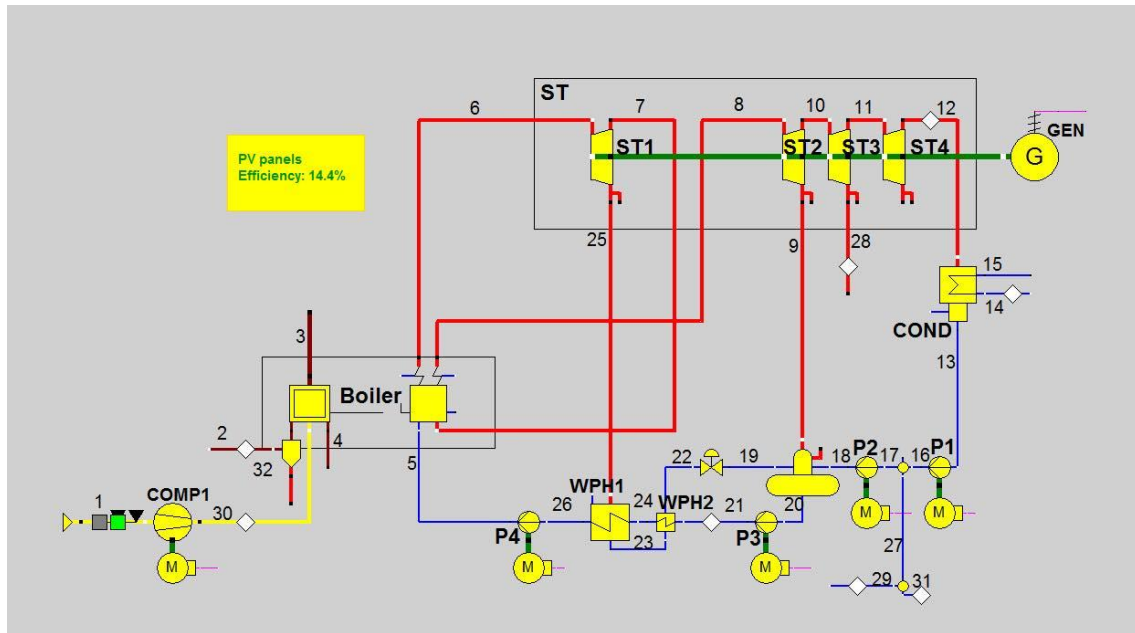 ST
6
7
8
10
11
12
GEN
PV panels
Efficiency: 14.4%
ST1
ST2
ST3
ST4
G
25
9
28
15
14
COND
3
13
Boiler
2
4
32
5
22
19
P2
17
16
P1
18
1
COMP1
30
WPH1
24
WPH2
21
20
26
P4
23
P3
27
M
M
M
M
M
29
31